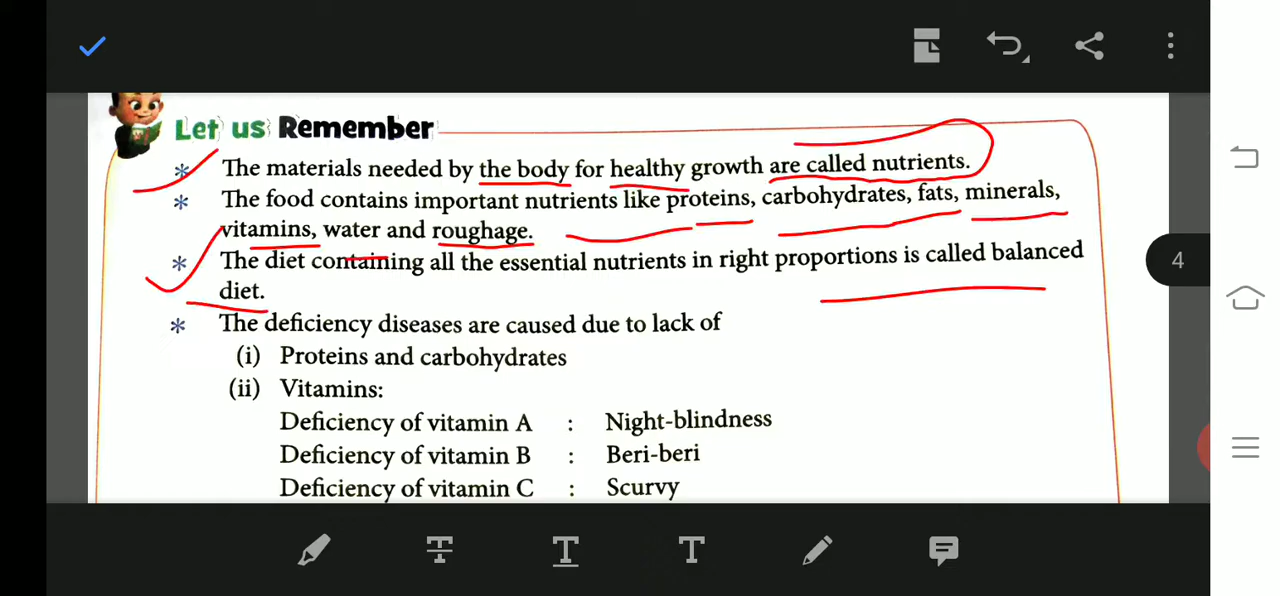 Let us Remember
* The materials needed by the body for healthy growth are called nutrients.
* The food contains important nutrients like proteins, carbohydrates, fats, minerals,
vitamins, water and roughage.
* The diet containing all the essential nutrients in right proportions is called balanced
diet.
* The deficiency diseases are caused due to lack of
(i) Proteins and carbohydrates
(ii) Vitamins:
Deficiency of vitamin A : Night-blindness
Deficiency of vitamin B : Beri-beri
Deficiency of vitamin C : Scurvy
4
T T T